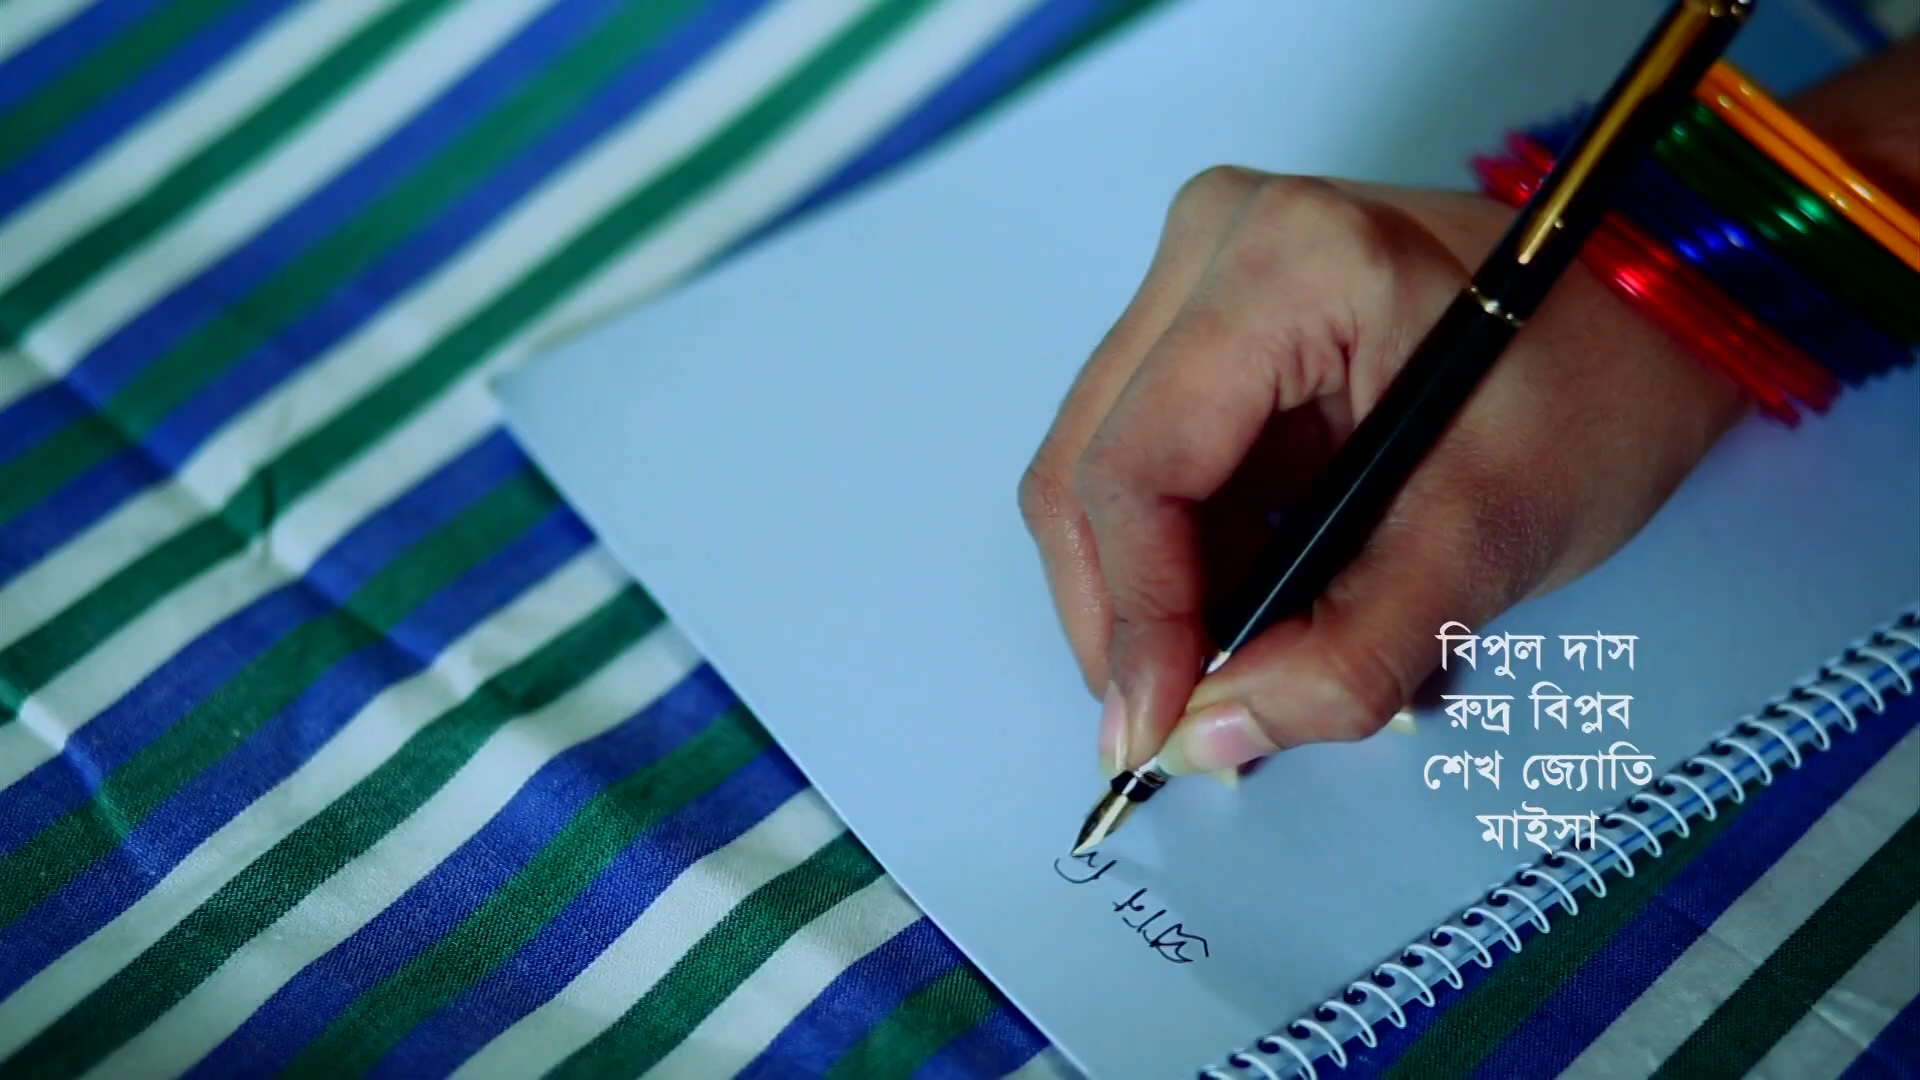 বিপুল দাস
রুদ্র বিপ্লব
শেখ জ্যোতি
মাইসা